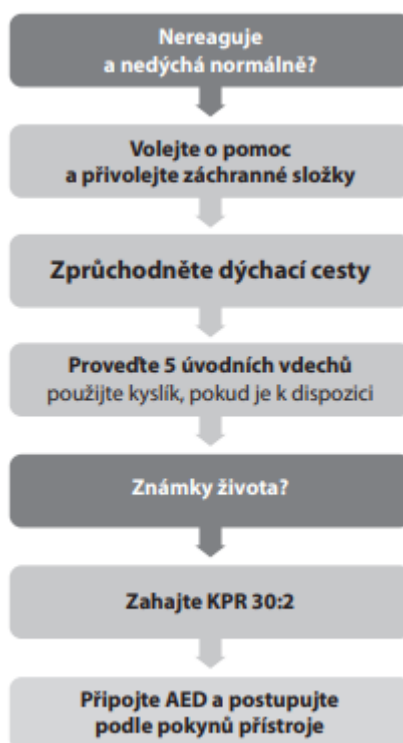 Nereaguje
a nedýchá normálně?
Volejte o pomoc
a přivolejte záchranné složky
Zprůchodněte dýchací cesty
Proveďte 5 úvodních vdechů
použijte kyslík, pokud je k dispozici
Známky života?
Zahajte KPR 30:2
Připojte AED a postupujte
podle pokynů přístroje